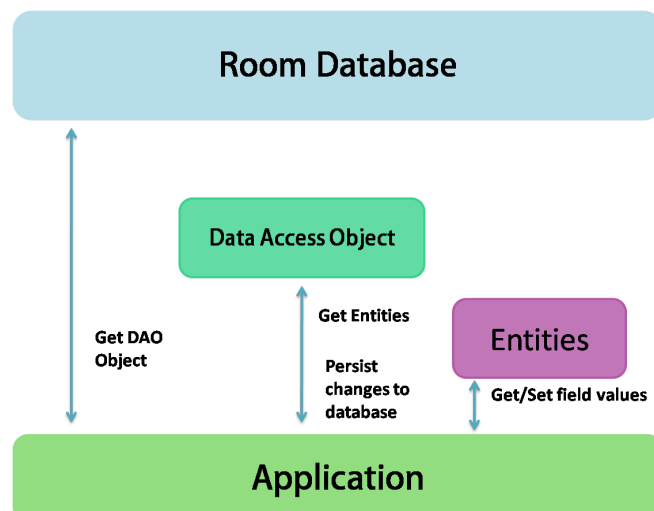 Room Database
Data Access Object
Get DAO
Object
Get Entities
Persist
changes to
database
Entities
Get/Set field values
Application